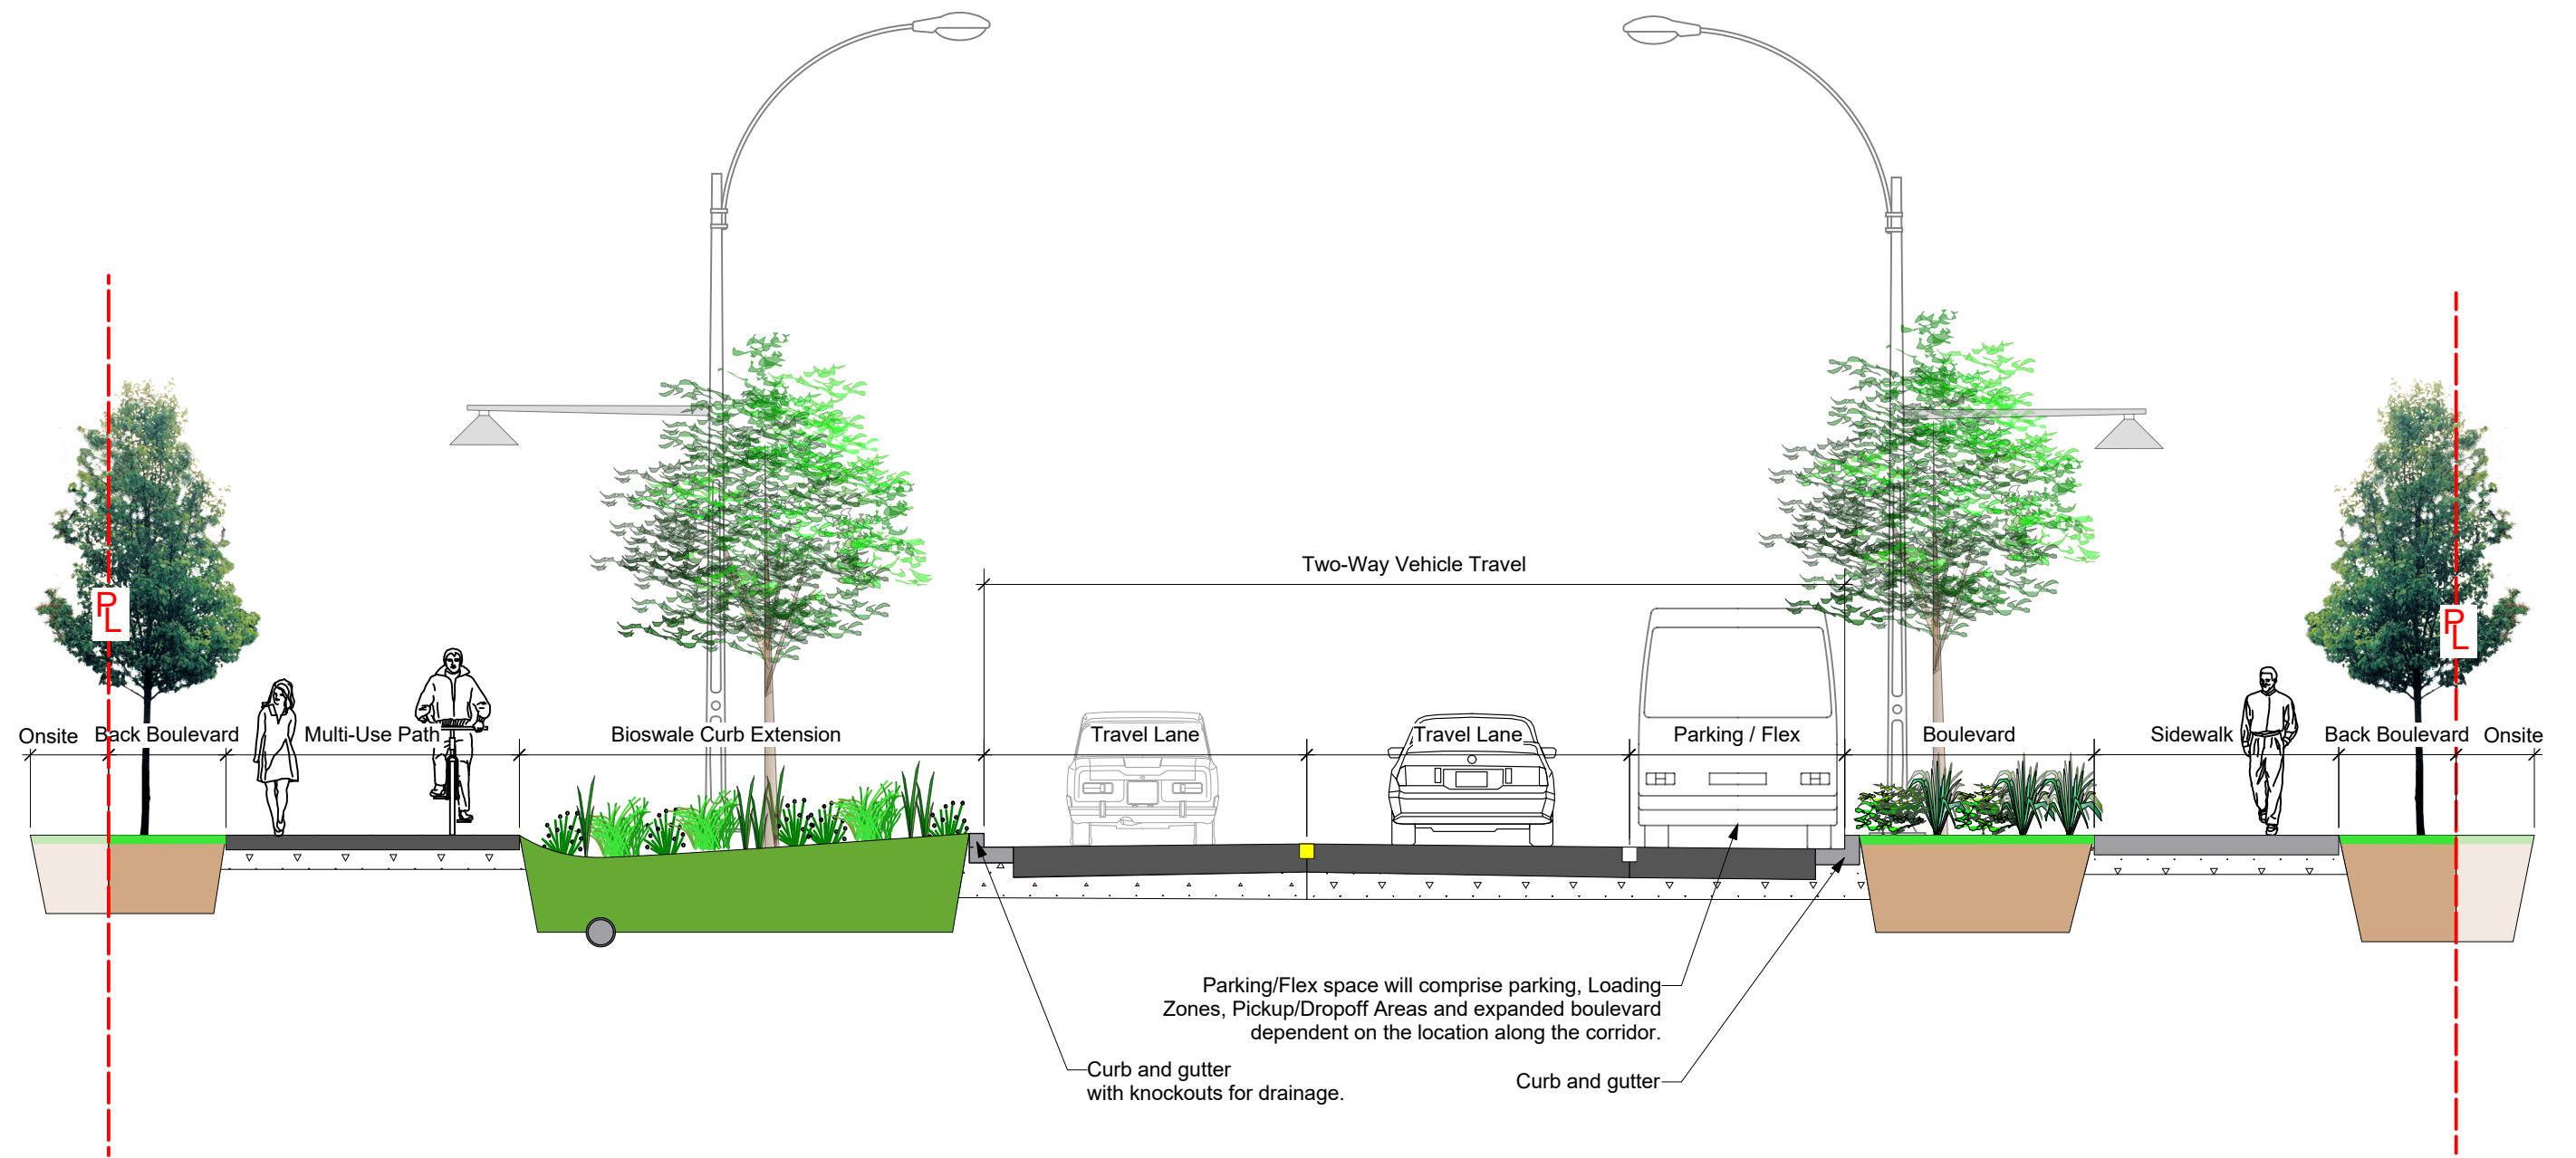 Two-Way Vehicle Travel
PL
PL
Onsite
Back Boulevard
Multi-Use Path
Bioswale Curb Extension
Travel Lane
Travel Lane
Parking / Flex
Boulevard
Sidewalk
Back Boulevard
Onsite
Parking/Flex space will comprise parking, Loading
Zones, Pickup/Dropoff Areas and expanded boulevard
dependent on the location along the corridor.
Curb and gutter
with knockouts for drainage.
Curb and gutter